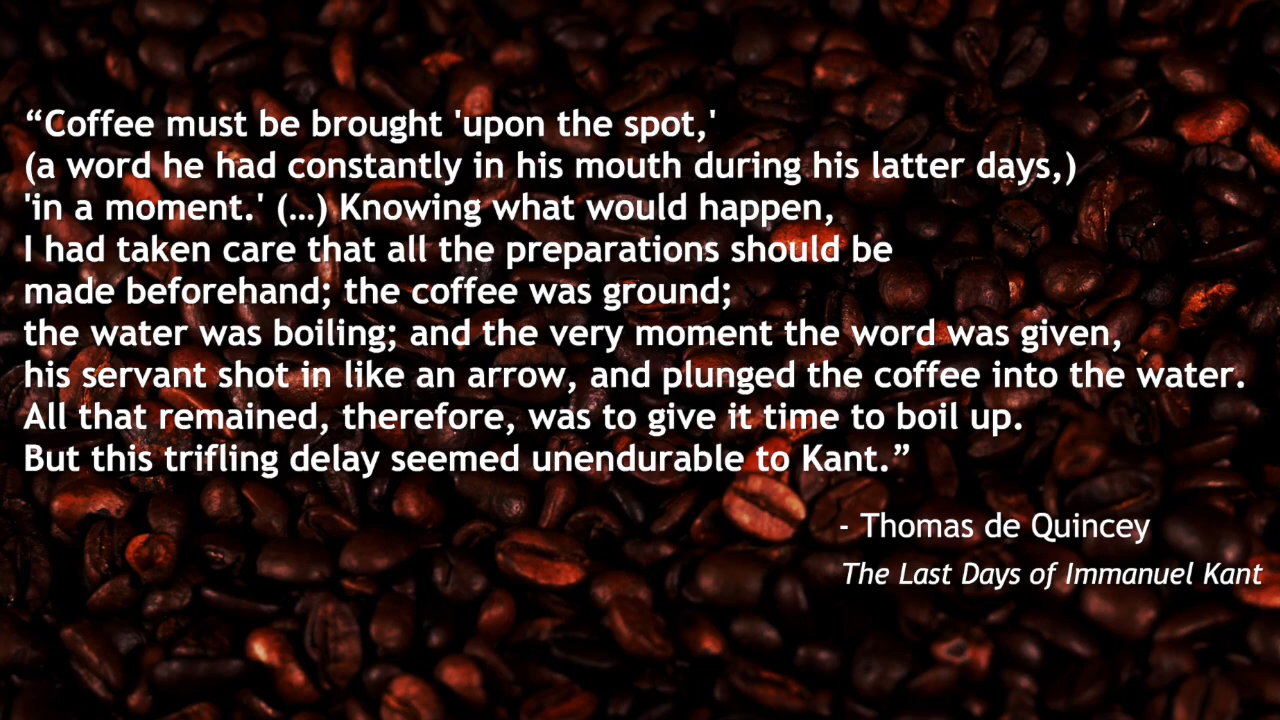 “Coffee must be brought 'upon the spot,'
(a word he had constantly in his mouth during his latter days,)
'in a moment.' (…) Knowing what would happen,
I had taken care that all the preparations should be
made beforehand; the coffee was ground;
the water was boiling; and the very moment the word was given,
his servant shot in like an arrow, and plunged the coffee into the water.
All that remained, therefore, was to give it time to boil up.
But this trifling delay seemed unendurable to Kant.”
- Thomas de Quincey
The Last Days of Immanuel Kant